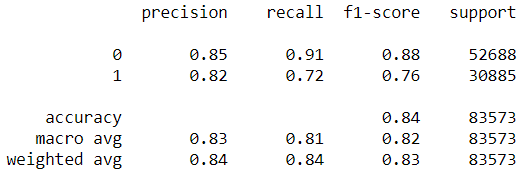 precision recall f1-score support
0 0.85 0.91 0.88 52688
1 0.82 0.72 0.76 30885
accuracy 0.84 83573
macro avg 0.83 0.81 0.82 83573
weighted avg 0.84 0.84 0.83 83573